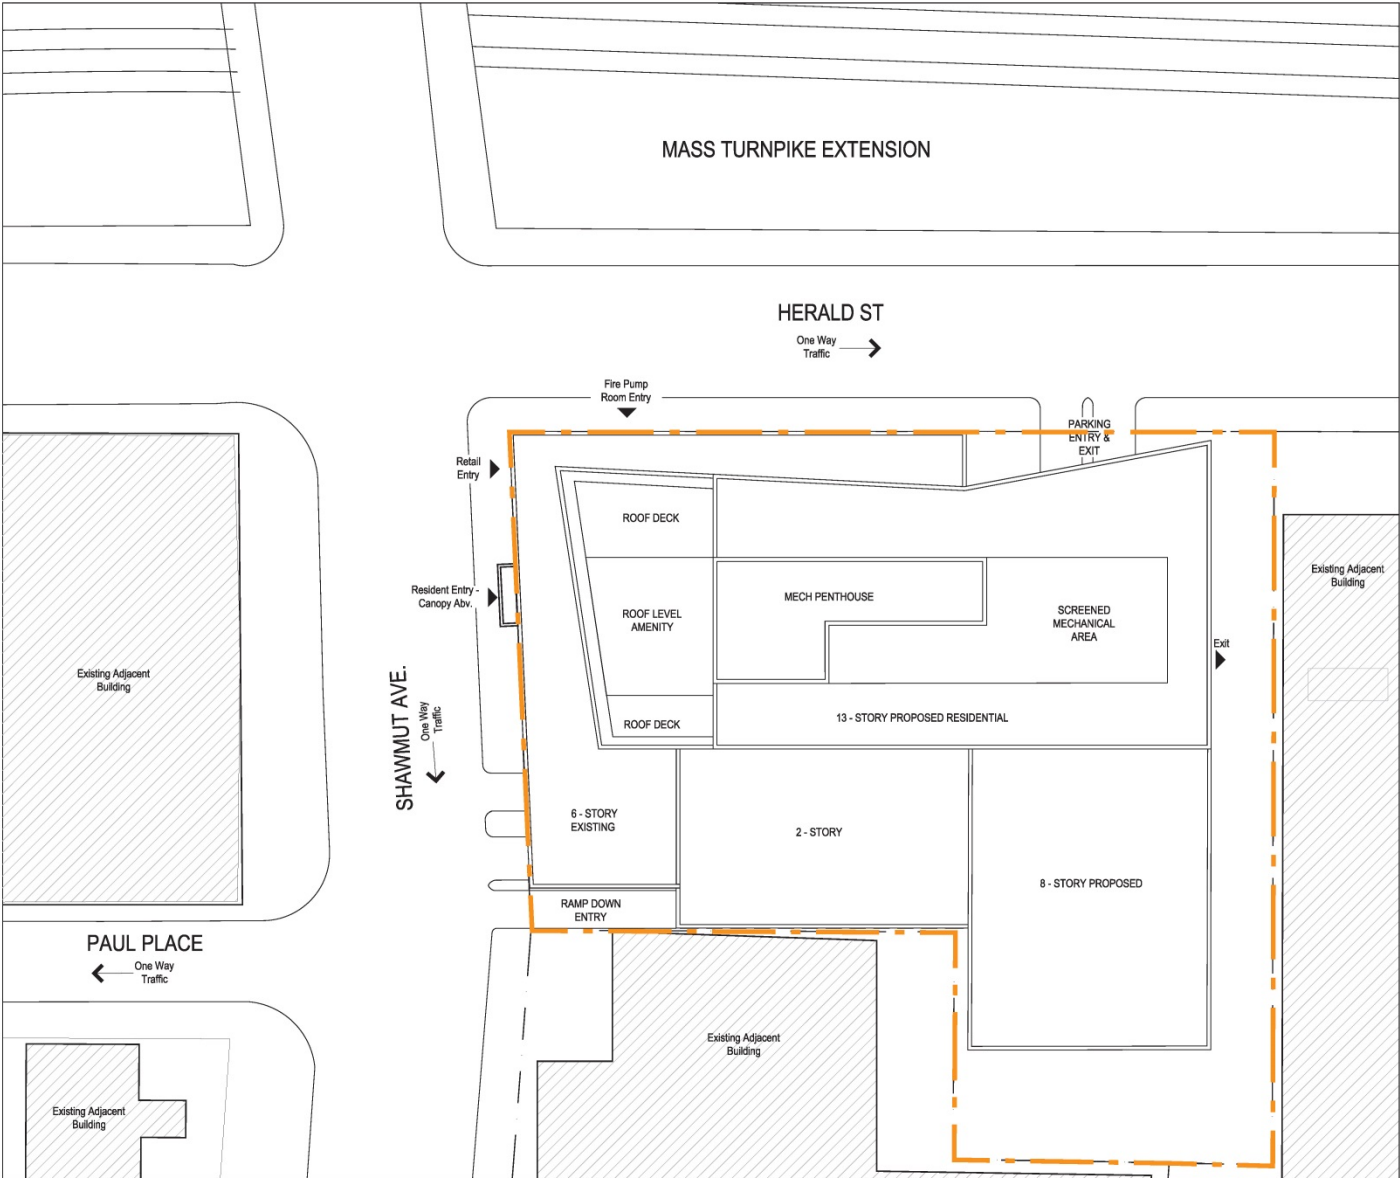 MASS TURNPIKE EXTENSION
HERALD ST
One Way
Traffic
Fire Pump
Room Entry
PARKING
ENTRY &
EXIT
Retail
Entry
ROOF DECK
Existing Adjacent
Building
Resident Entry -
Canopy Abv.
MECH PENTHOUSE
ROOF LEVEL
AMENITY
SCREENED
MECHANICAL
AREA
Exit
Existing Adjacent
Building
SHAWMUT AVE.
One Way
Traffic
ROOF DECK
13 - STORY PROPOSED RESIDENTIAL
6 - STORY
EXISTING
2 - STORY
8 - STORY PROPOSED
RAMP DOWN
ENTRY
PAUL PLACE
One Way
Traffic
Existing Adjacent
Building
Existing Adjacent
Building